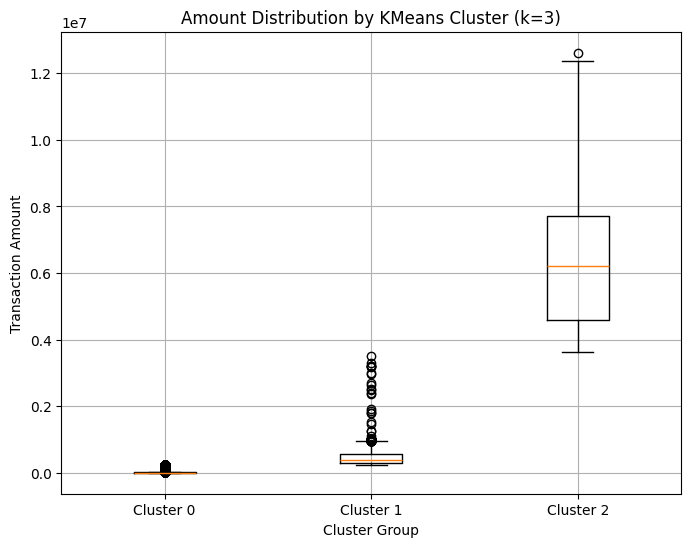 Amount Distribution by KMeans Cluster (k=3)
1e7
1.2
1.0
0.8
0.6
0.4
0.2
0.0
Transaction Amount
Cluster 0 Cluster 1 Cluster 2
Cluster Group